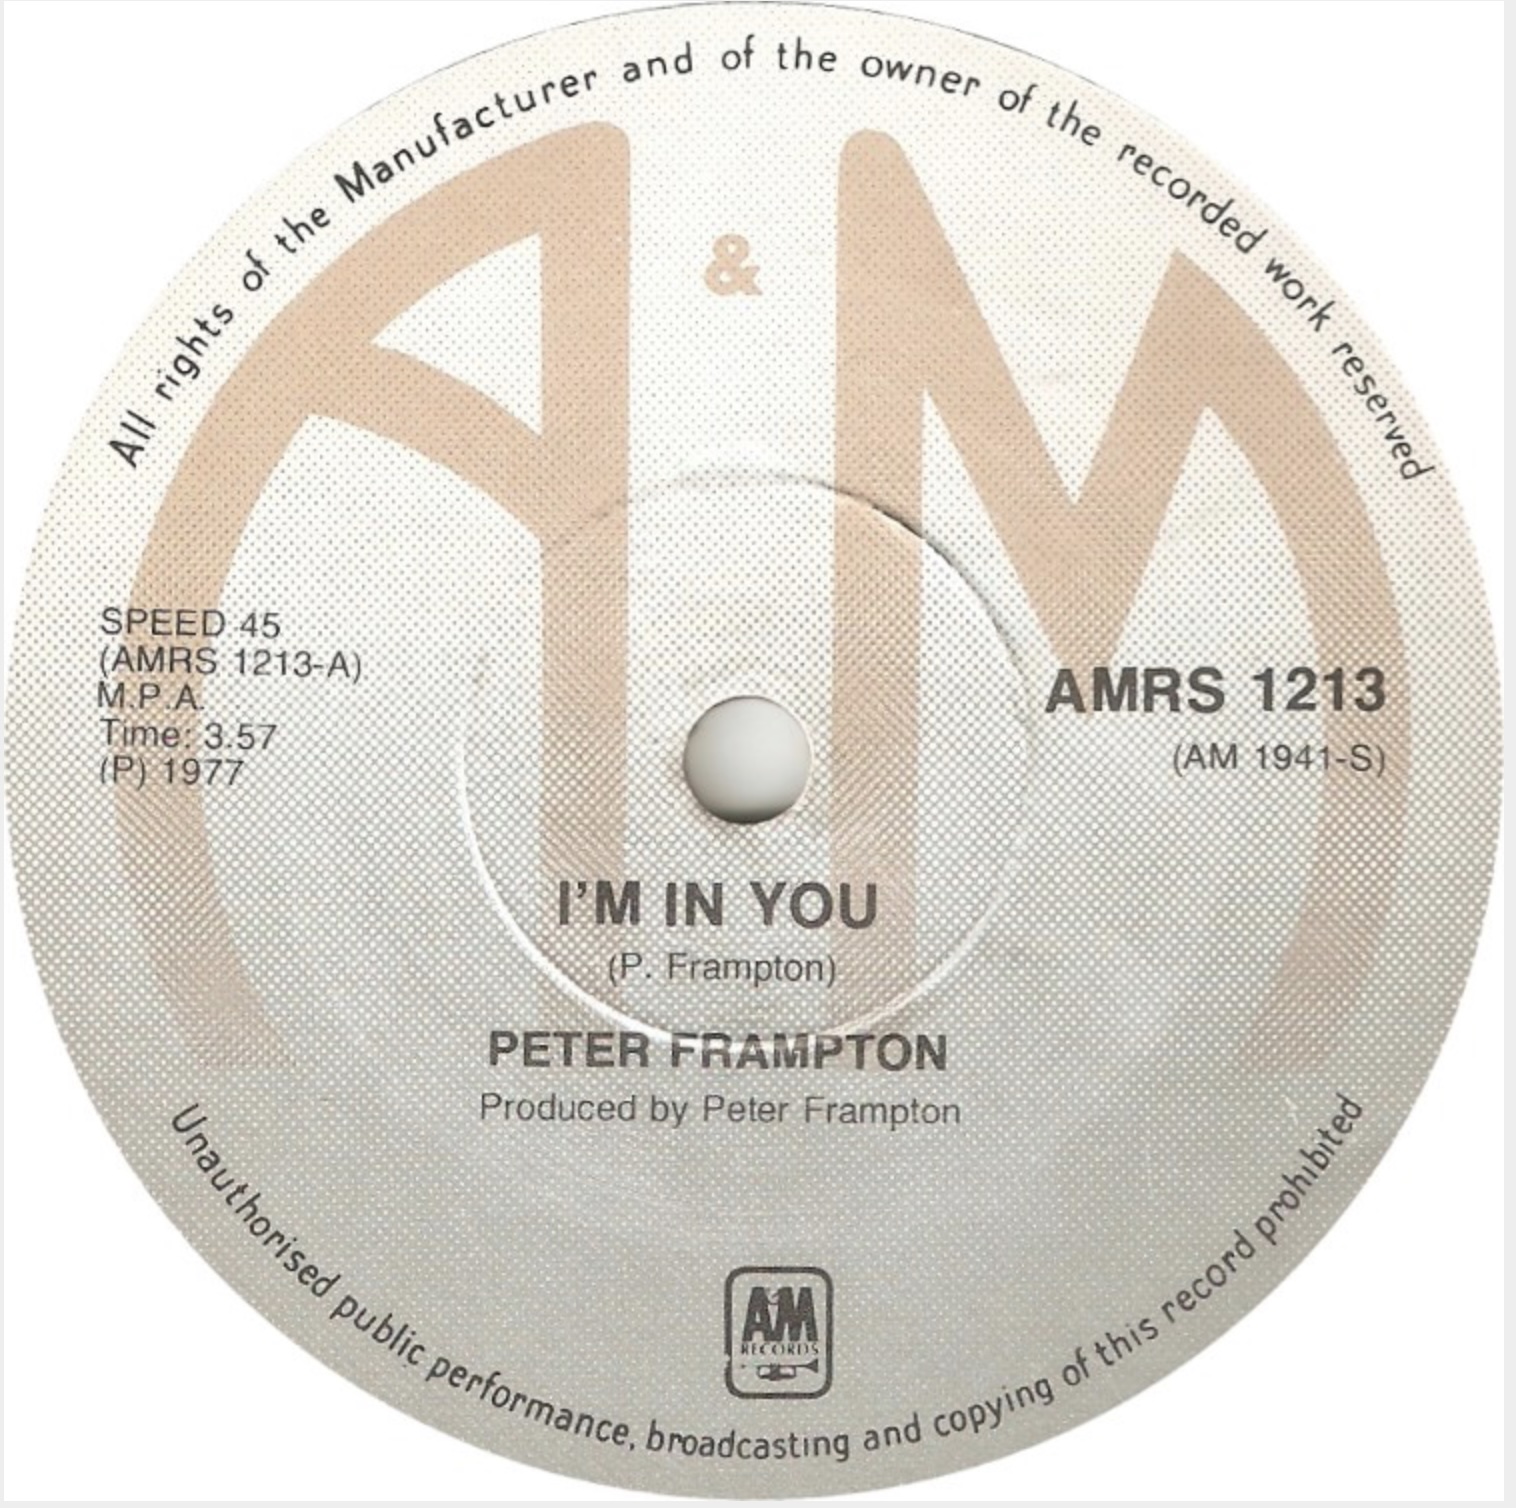 All rights of the Manufacturer and of the owner of the recorded work reserved
A & M
SPEED 45
(AMRS 1213-A)
M.P.A.
Time: 3.57
(P) 1977
AMRS 1213
(AM 1941-S)
I'M IN YOU
(P. Frampton)
PETER FRAMPTON
Produced by Peter Frampton
A&M
RECORDS
Unauthorised public performance, broadcasting and copying of this record prohibited